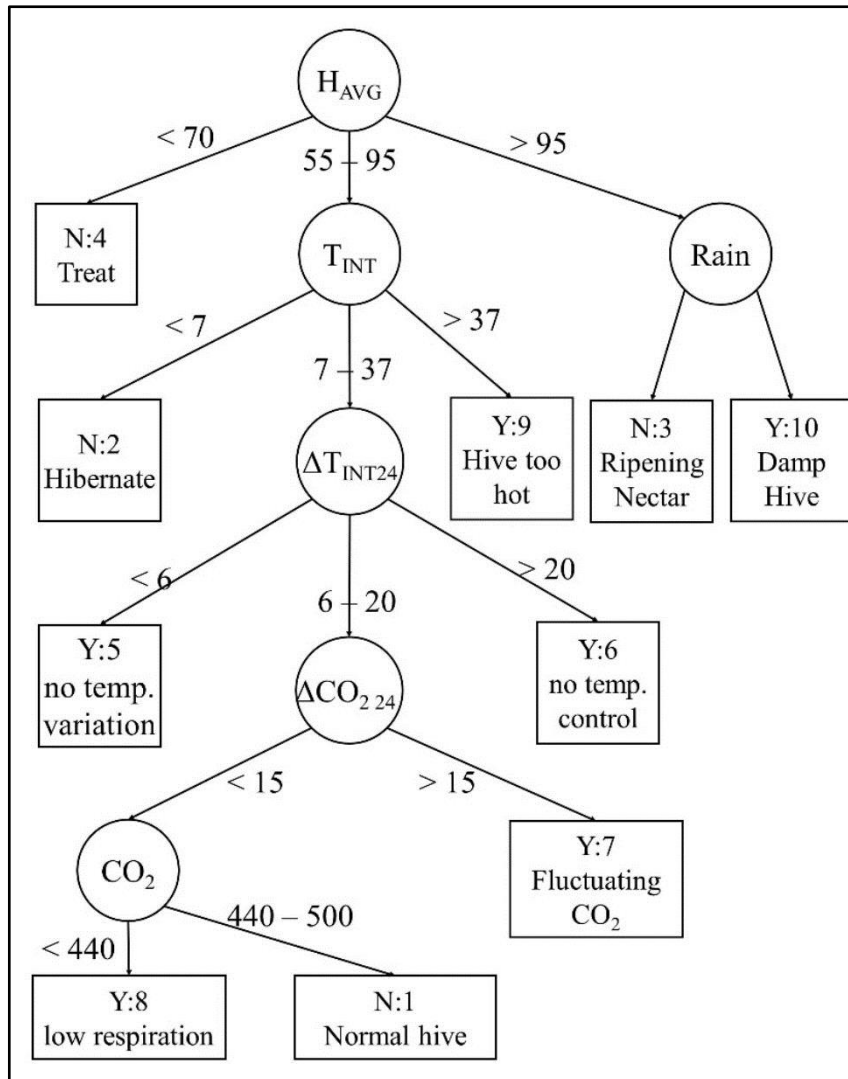 H_AVG
< 70
55 – 95
> 95
N:4
Treat
T_INT
Rain
< 7
7 – 37
> 37
N:2
Hibernate
ΔT_INT24
Y:9
Hive too
hot
N:3
Ripening
Nectar
Y:10
Damp
Hive
< 6
6 – 20
> 20
Y:5
no temp.
variation
ΔCO₂ 24
Y:6
no temp.
control
< 15
> 15
CO₂
Y:7
Fluctuating
CO₂
< 440
440 – 500
Y:8
low respiration
N:1
Normal hive